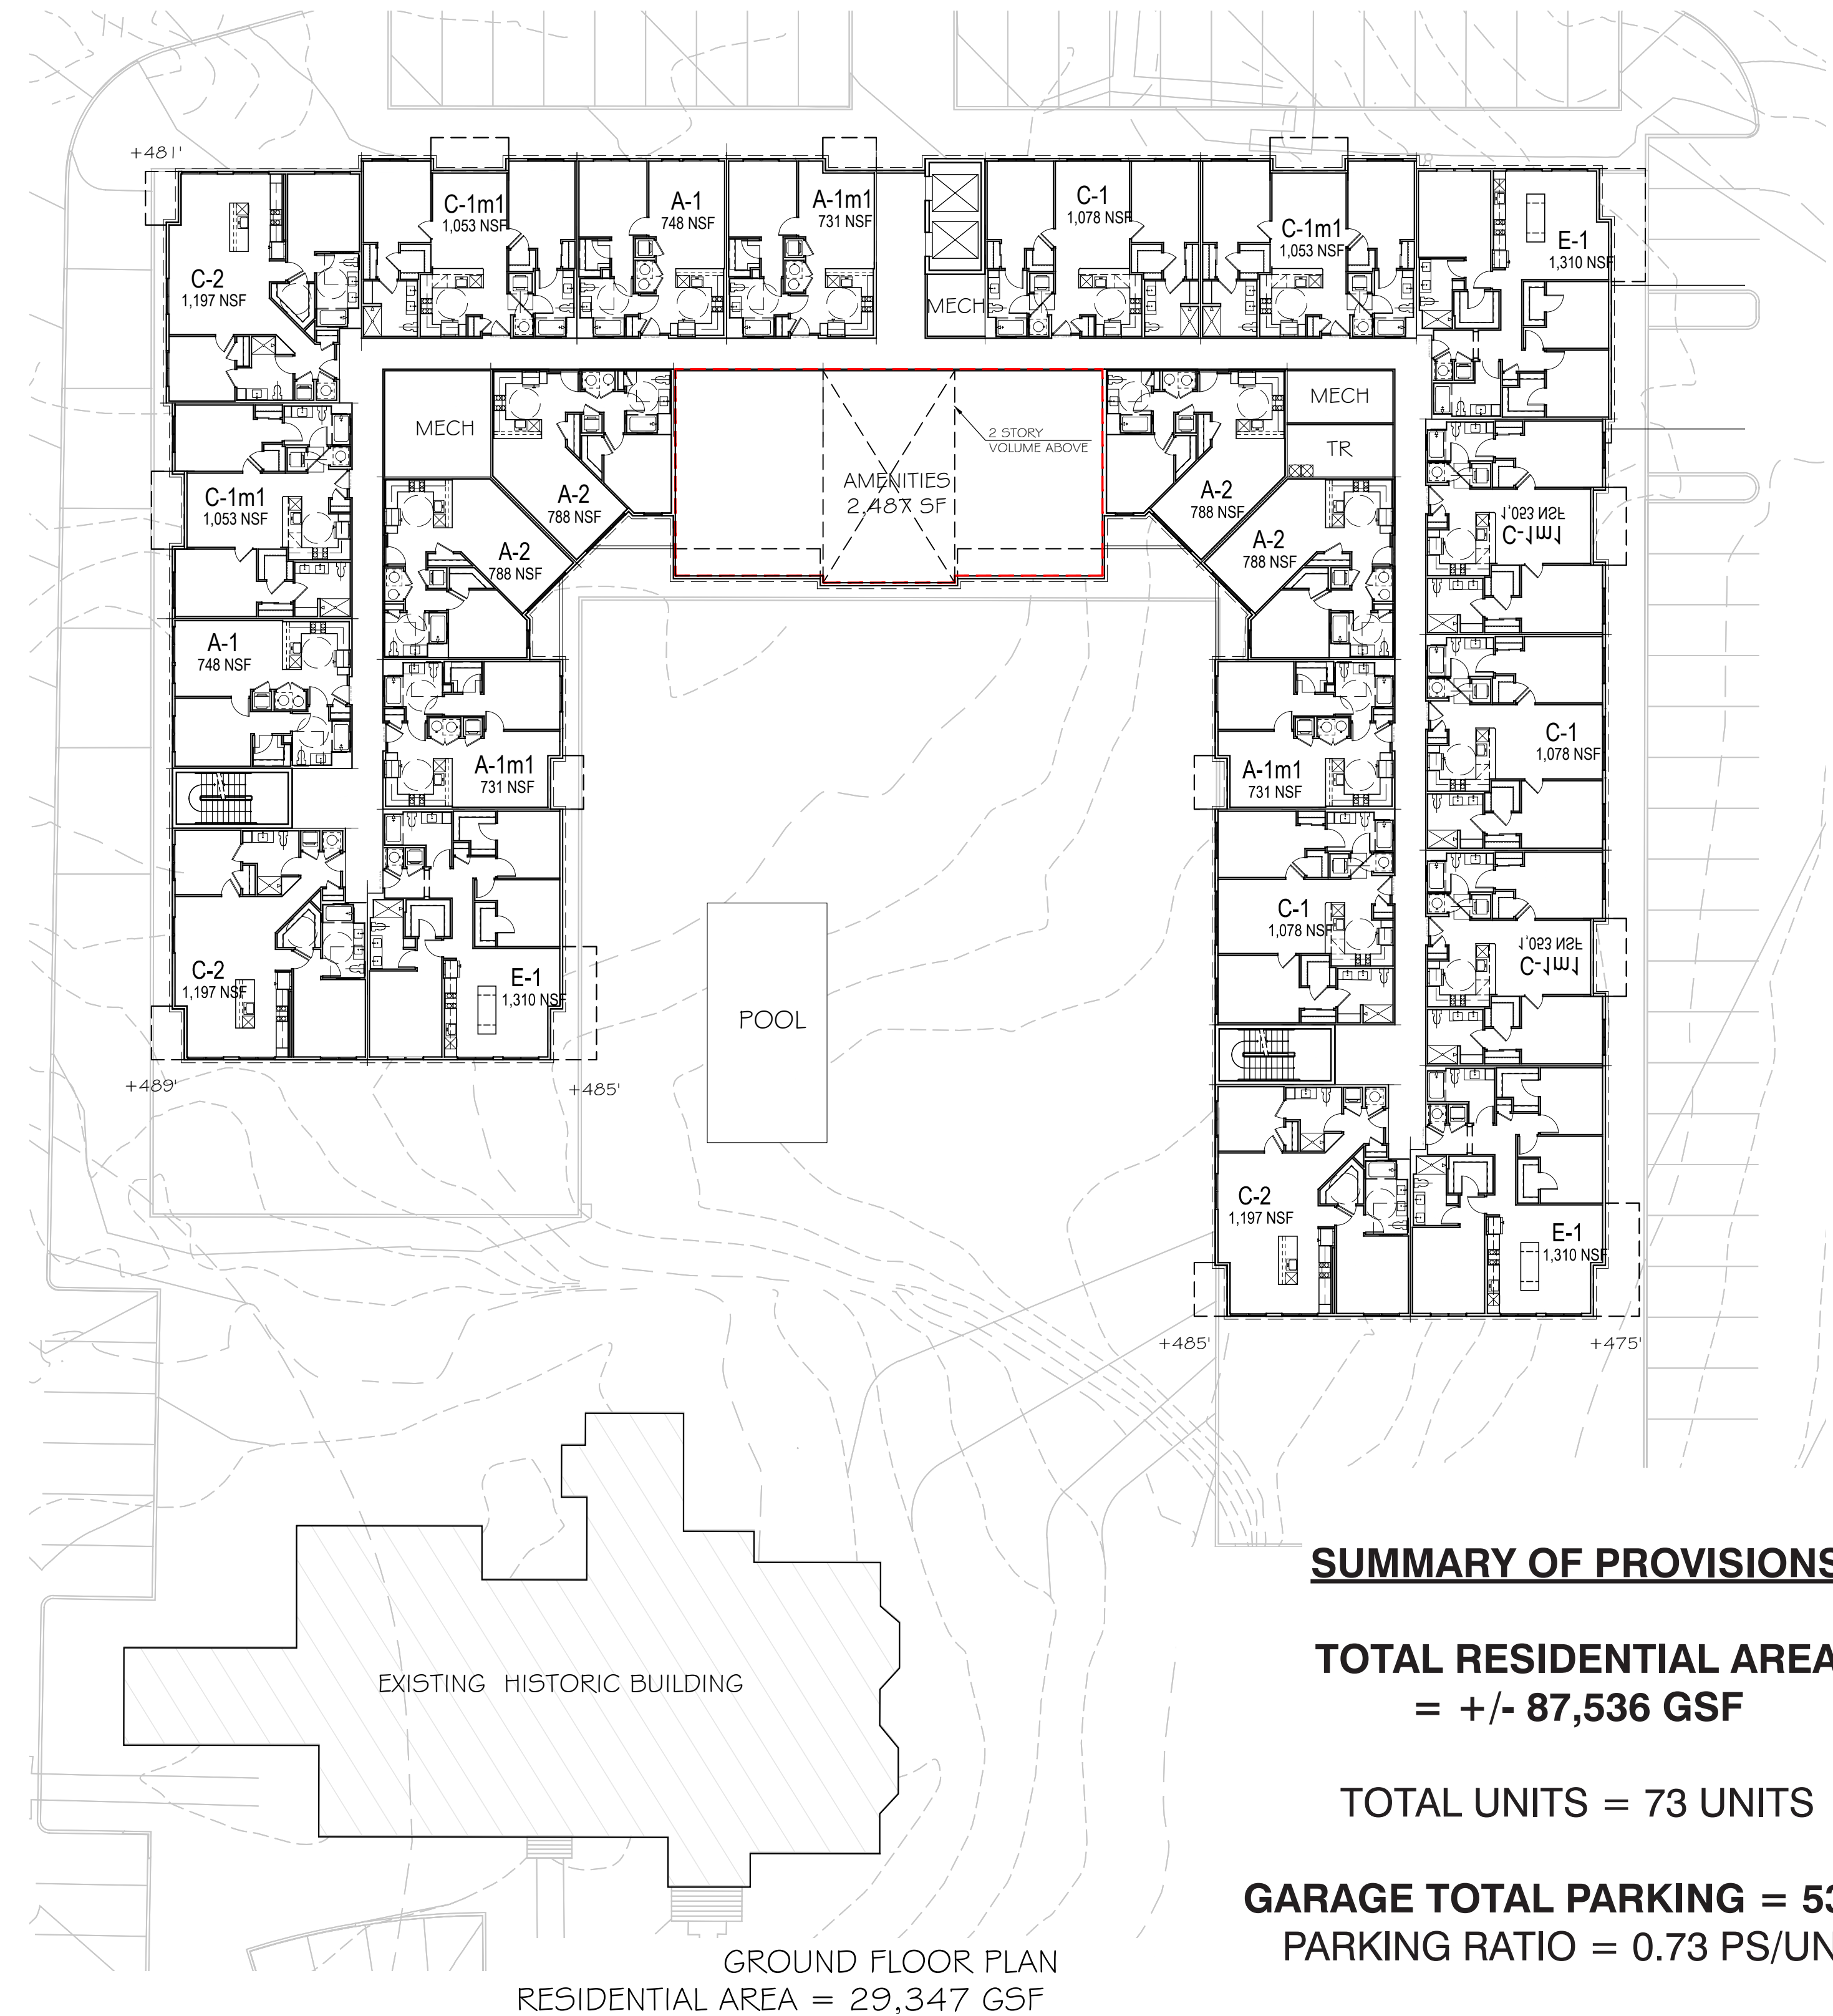 +481'
C-1m1
1,053 NSF
A-1
748 NSF
A-1m1
731 NSF
C-1
1,078 NSF
C-1m1
1,053 NSF
E-1
1,310 NSF
C-2
1,197 NSF
MECH
MECH
MECH
2 STORY
VOLUME ABOVE
TR
AMENITIES
2,487 SF
C-1m1
1,053 NSF
A-2
788 NSF
A-2
788 NSF
A-2
788 NSF
A-2
788 NSF
1,053 NSF
C-1m1
A-1
748 NSF
A-1m1
731 NSF
A-1m1
731 NSF
C-1
1,078 NSF
C-1
1,078 NSF
1,053 NSF
C-1m1
C-2
1,197 NSF
E-1
1,310 NSF
POOL
+489'
+485'
C-2
1,197 NSF
E-1
1,310 NSF
+485'
+475'
EXISTING HISTORIC BUILDING
SUMMARY OF PROVISIONS
TOTAL RESIDENTIAL AREA
= +/- 87,536 GSF
TOTAL UNITS = 73 UNITS
GARAGE TOTAL PARKING = 53
PARKING RATIO = 0.73 PS/UN
GROUND FLOOR PLAN
RESIDENTIAL AREA = 29,347 GSF